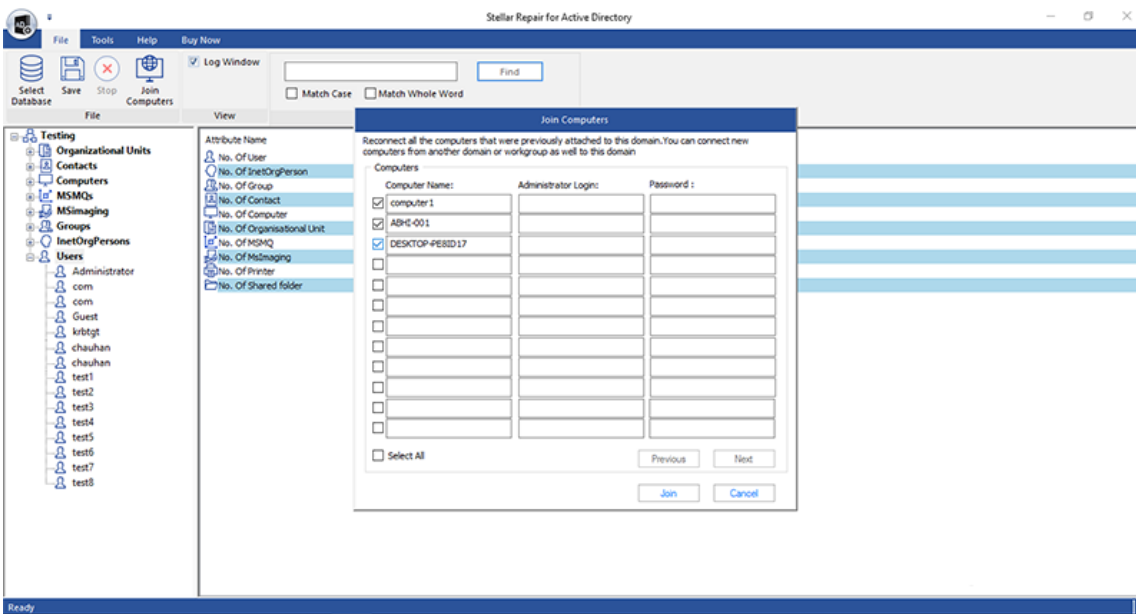 Stellar Repair for Active Directory
File Tools Help Buy Now
Select Database
Save
Stop
Join Computers
File
Log Window
View
Find
Match Case Match Whole Word
Testing
Organizational Units
Contacts
Computers
MSMQs
MSimaging
Groups
InetOrgPersons
Users
Administrator
com
com
Guest
krbtgt
chauhan
chauhan
test1
test2
test3
test4
test5
test6
test7
test8
Attribute Name
No. Of User
No. Of InetOrgPerson
No. Of Group
No. Of Contact
No. Of Computer
No. Of Organisational Unit
No. Of MSMQ
No. Of MsImaging
No. Of Printer
No. Of Shared folder
Join Computers
Reconnect all the computers that were previously attached to this domain.You can connect new
computers from another domain or workgroup as well to this domain
Computers
Computer Name: Administrator Login: Password :
computer1
ABHI-001
DESKTOP-PE8ID17
Select All
Previous Next
Join Cancel
Ready